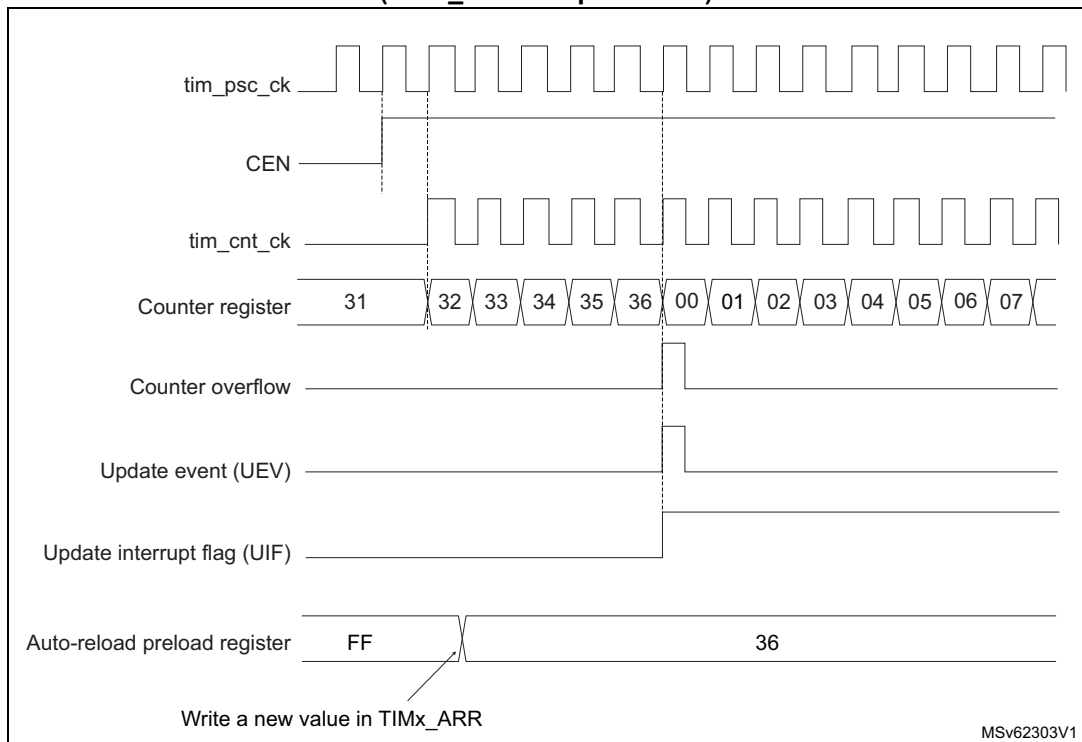 tim_psc_ck
CEN
tim_cnt_ck
Counter register 31 32 33 34 35 36 00 01 02 03 04 05 06 07
Counter overflow
Update event (UEV)
Update interrupt flag (UIF)
Auto-reload preload register FF 36
Write a new value in TIMx_ARR
MSv62303V1